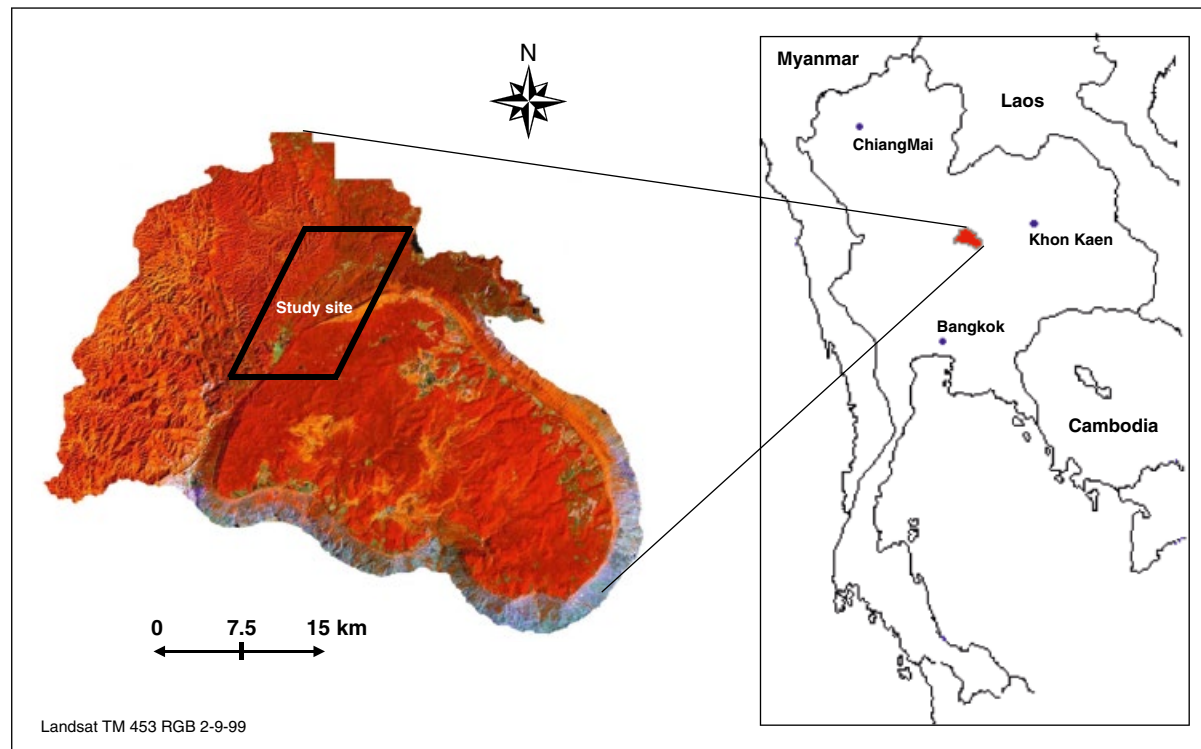 N
Study site
0 7.5 15 km
Landsat TM 453 RGB 2-9-99
Myanmar
Laos
ChiangMai
Khon Kaen
Bangkok
Cambodia